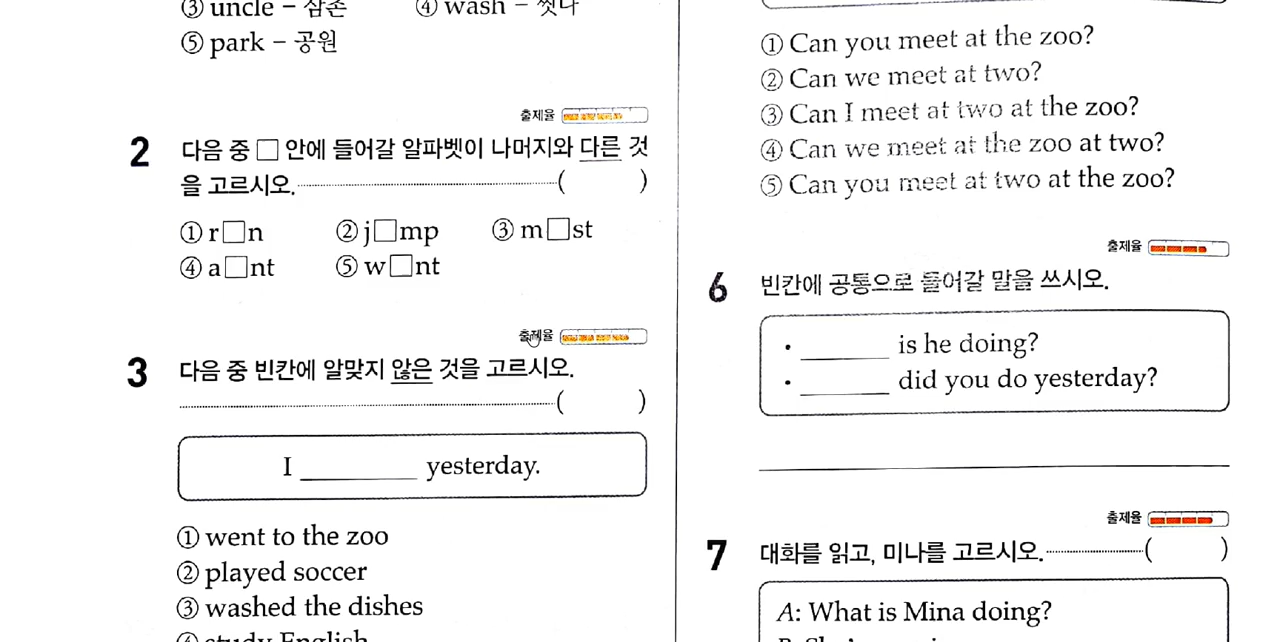 ③ uncle – 삼촌 ④ wash – 씻다
⑤ park – 공원
출제율
2 다음 중 □ 안에 들어갈 알파벳이 나머지와 다른 것
을 고르시오. ( )
① r□n ② j□mp ③ m□st
④ a□nt ⑤ w□nt
출제율
3 다음 중 빈칸에 알맞지 않은 것을 고르시오.
( )
I ________ yesterday.
① went to the zoo
② played soccer
③ washed the dishes
④ study English
① Can you meet at the zoo?
② Can we meet at two?
③ Can I meet at two at the zoo?
④ Can we meet at the zoo at two?
⑤ Can you meet at two at the zoo?
출제율
6 빈칸에 공통으로 들어갈 말을 쓰시오.
• ______ is he doing?
• ______ did you do yesterday?
출제율
7 대화를 읽고, 미나를 고르시오. ( )
A: What is Mina doing?